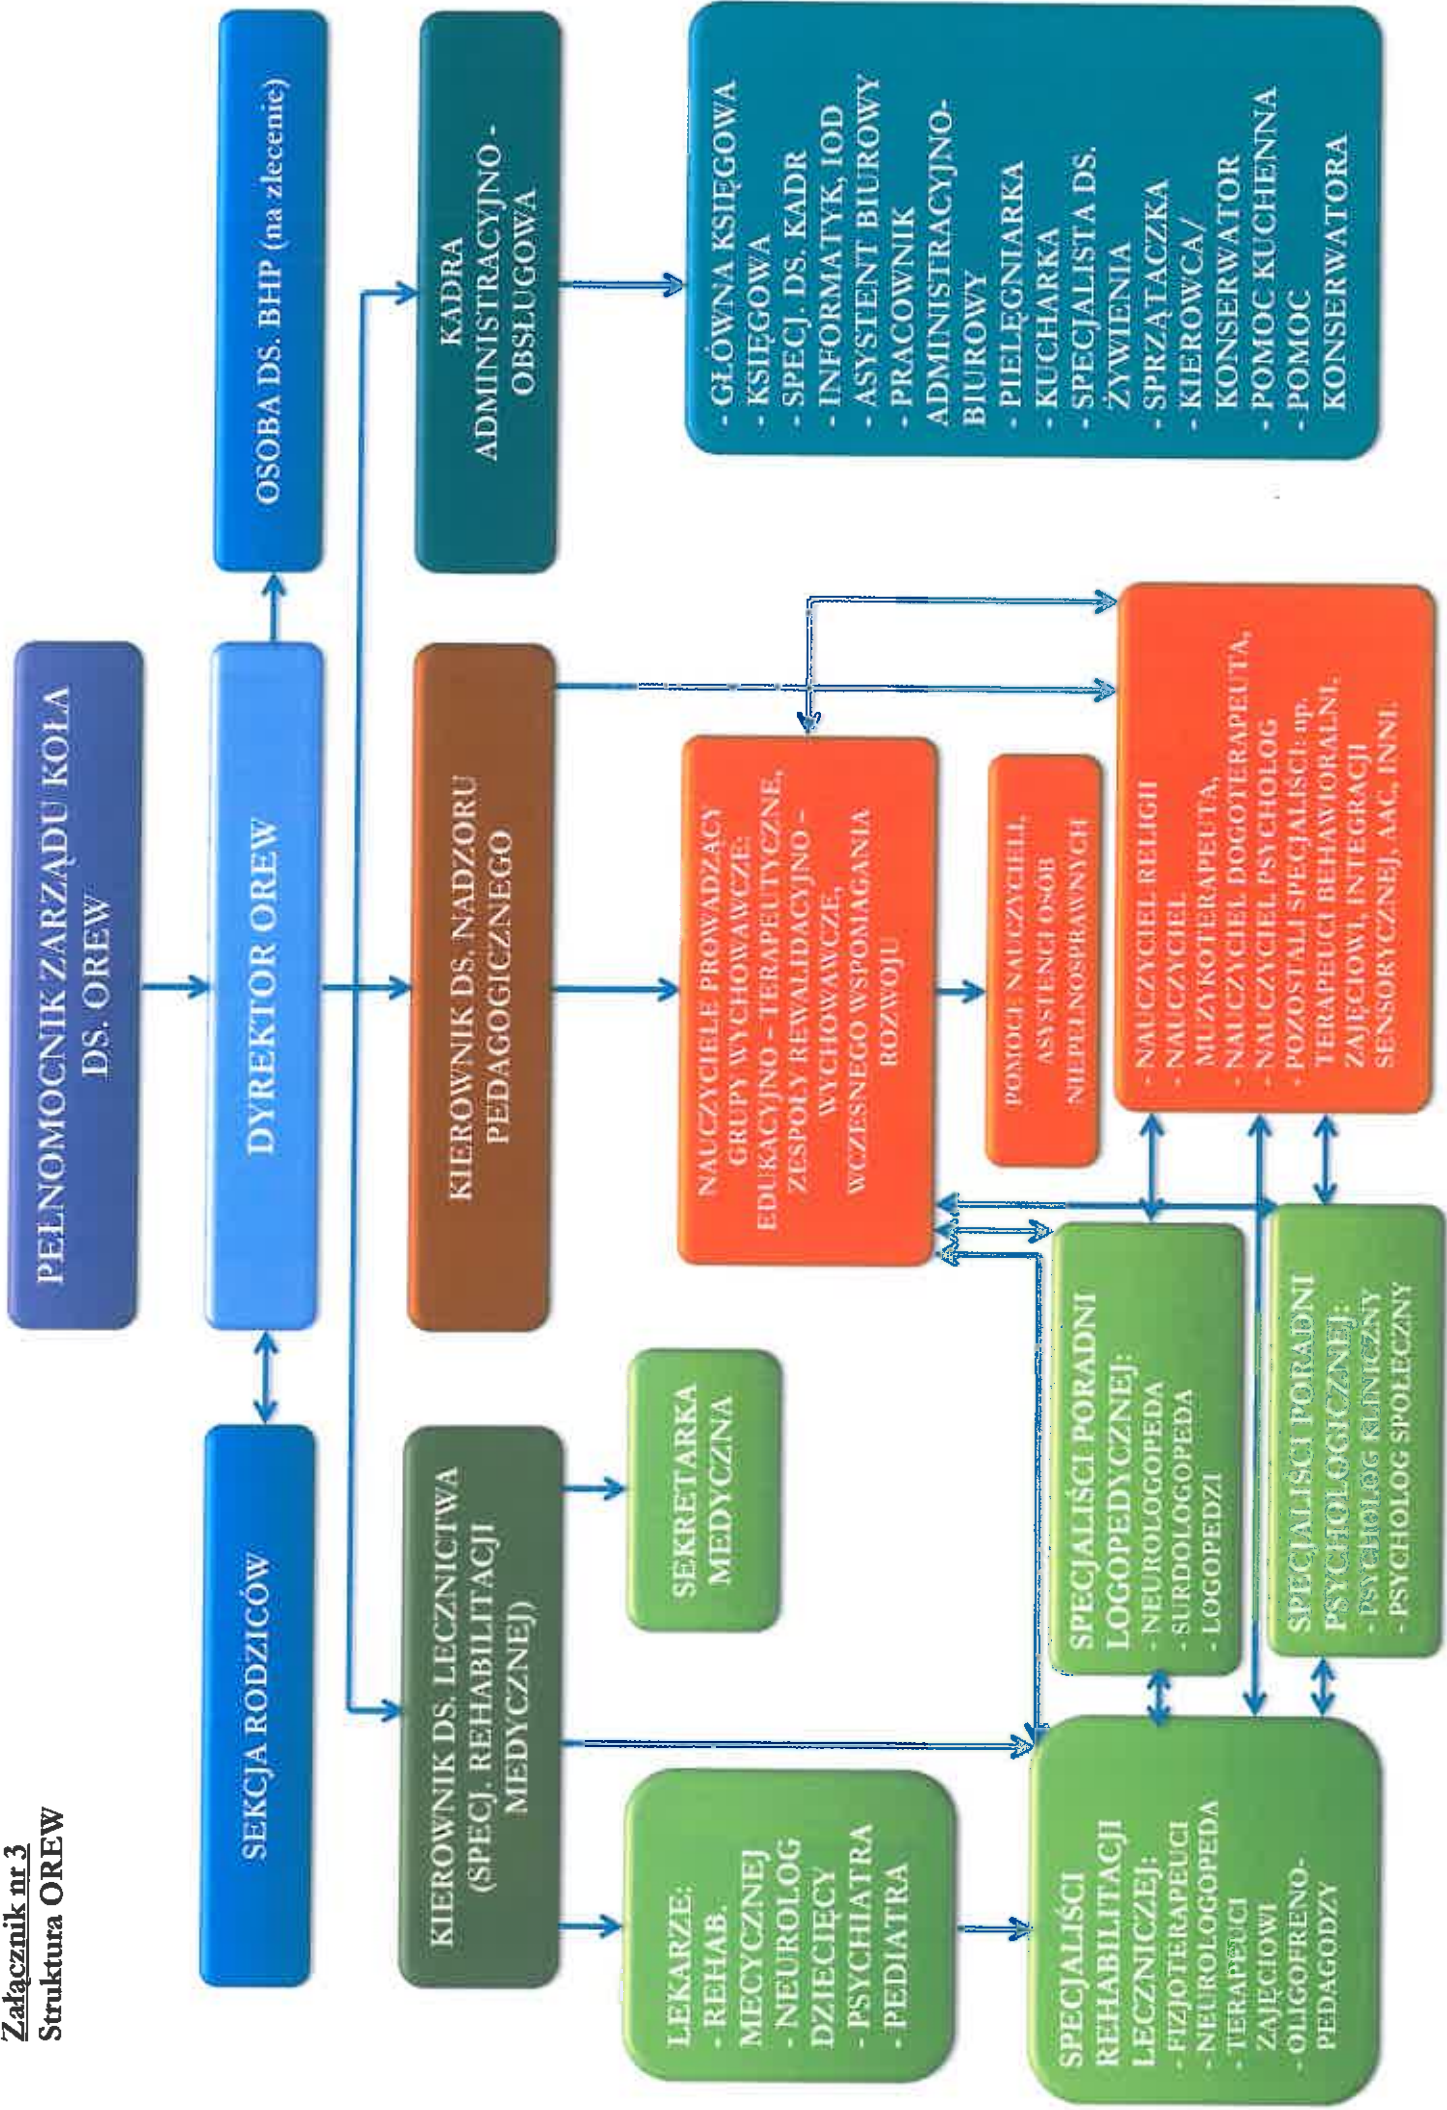 Załącznik nr 3
Struktura OREW
PEŁNOMOCNIK ZARZĄDU KOŁA
DS. OREW
SEKCJA RODZICÓW
DYREKTOR OREW
OSOBA DS. BHP (na zlecenie)
KIEROWNIK DS. LECZNICTWA
(SPECJ. REHABILITACJI
MEDYCZNEJ)
KIEROWNIK DS. NADZORU
PEDAGOGICZNEGO
KADRA
ADMINISTRACYJNO -
OBSŁUGOWA
LEKARZE:
- REHAB.
MECYCZNEJ
- NEUROLOG
DZIECIĘCY
- PSYCHIATRA
- PEDIATRA
SEKRETARKA
MEDYCZNA
NAUCZYCIELE PROWADZĄCY
GRUPY WYCHOWAWCZE:
EDUKACYJNO - TERAPEUTYCZNE,
ZESPOŁY REWALIDACYJNO -
WYCHOWAWCZE,
WCZESNEGO WSPOMAGANIA
ROZWOJU
- GŁÓWNA KSIĘGOWA
- KSIĘGOWA
- SPECJ. DS. KADR
- INFORMATYK, IOD
- ASYSTENT BIUROWY
- PRACOWNIK
ADMINISTRACYJNO-
BIUROWY
- PIELĘGNIARKA
- KUCHARKA
- SPECJALISTA DS.
ŻYWIENIA
- SPRZĄTACZKA
- KIEROWCA/
KONSERWATOR
- POMOC KUCHENNA
- POMOC
KONSERWATORA
POMOCE NAUCZYCIELI,
ASYSTENCI OSÓB
NIEPEŁNOSPRAWNYCH
SPECJALIŚCI
REHABILITACJI
LECZNICZEJ:
- FIZJOTERAPEUCI
- NEUROLOGOPEDA
- TERAPEUCI
ZAJĘCIOWI
- OLIGOFRENO-
PEDAGODZY
SPECJALIŚCI PORADNI
LOGOPEDYCZNEJ:
- NEUROLOGOPEDA
- SURDOLOGOPEDA
- LOGOPEDZI
SPECJALIŚCI PORADNI
PSYCHOLOGICZNEJ:
- PSYCHOLOG KLINICZNY
- PSYCHOLOG SPOŁECZNY
- NAUCZYCIEL RELIGII
- NAUCZYCIEL
MUZYKOTERAPEUTA,
- NAUCZYCIEL DOGOTERAPEUTA,
- NAUCZYCIEL PSYCHOLOG
- POZOSTALI SPECJALIŚCI: np.
TERAPEUCI BEHAWIORALNI,
ZAJĘCIOWI, INTEGRACJI
SENSORYCZNEJ, AAC, INNI.